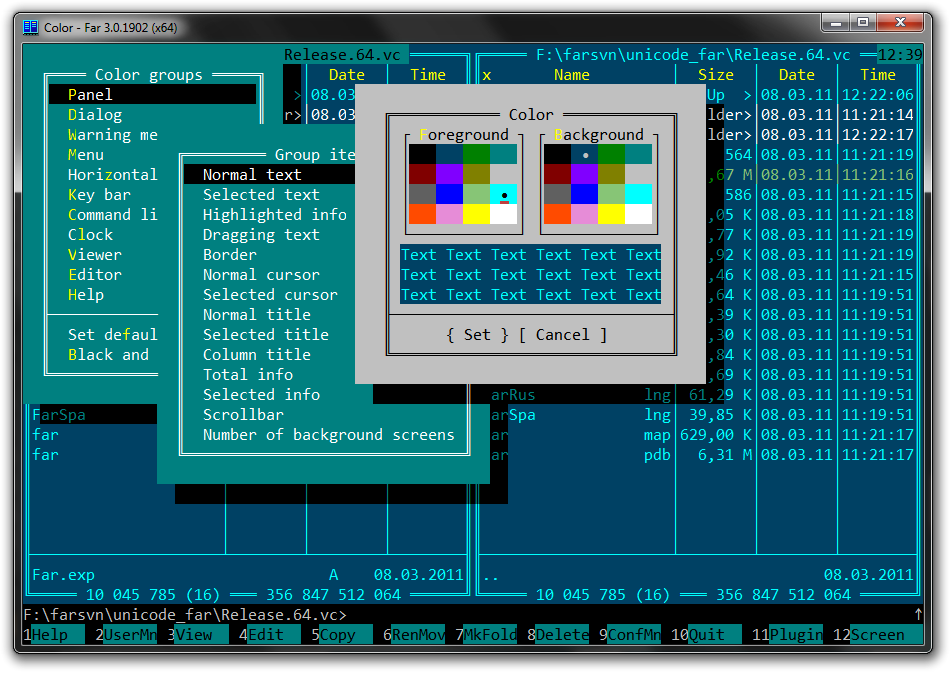 Color - Far 3.0.1902 (x64)
Release.64.vc
F:\farsvn\unicode_far\Release.64.vc
12:39
Date Time
x Name Size Date Time
Color groups
Panel
Dialog
Warning me
Menu
Horizontal
Key bar
Command li
Clock
Viewer
Editor
Help
Set defaul
Black and
08.03
08.03
Group ite
Normal text
Selected text
Highlighted info
Dragging text
Border
Normal cursor
Selected cursor
Normal title
Selected title
Column title
Total info
Selected info
Scrollbar
Number of background screens
Color
Foreground Background
Text Text Text Text Text Text
Text Text Text Text Text Text
Text Text Text Text Text Text
{ Set } [ Cancel ]
Up > 08.03.11 12:22:06
lder> 08.03.11 11:21:14
lder> 08.03.11 12:22:17
564 08.03.11 11:21:19
,67 M 08.03.11 11:21:16
586 08.03.11 11:21:15
,05 K 08.03.11 11:21:18
,77 K 08.03.11 11:21:19
,92 K 08.03.11 11:21:19
,46 K 08.03.11 11:21:15
,64 K 08.03.11 11:19:51
,39 K 08.03.11 11:19:51
,30 K 08.03.11 11:19:51
,84 K 08.03.11 11:19:51
,69 K 08.03.11 11:19:51
arRus lng 61,29 K 08.03.11 11:19:51
FarSpa
arSpa lng 39,85 K 08.03.11 11:19:51
far
ar map 629,00 K 08.03.11 11:21:17
far
ar pdb 6,31 M 08.03.11 11:21:17
Far.exp A 08.03.2011
.. 08.03.2011
10 045 785 (16) 356 847 512 064
10 045 785 (16) 356 847 512 064
F:\farsvn\unicode_far\Release.64.vc> ↑
1Help 2UserMn 3View 4Edit 5Copy 6RenMov 7MkFold 8Delete 9ConfMn 10Quit 11Plugin 12Screen